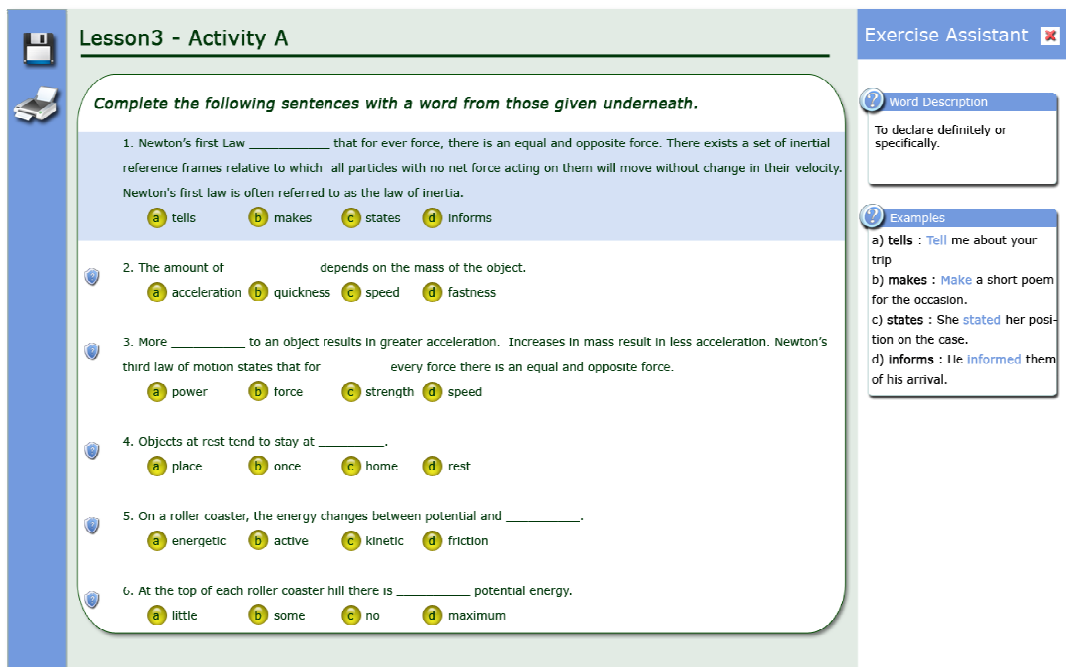 Lesson3 - Activity A
Complete the following sentences with a word from those given underneath.
1. Newton's first Law ___________ that for ever force, there is an equal and opposite force. There exists a set of inertial
reference frames relative to which all particles with no net force acting on them will move without change in their velocity.
Newton's first law is often referred to as the law of inertia.
a tells b makes c states d informs
2. The amount of depends on the mass of the object.
a acceleration b quickness c speed d fastness
3. More __________ to an object results in greater acceleration. Increases in mass result in less acceleration. Newton's
third law of motion states that for every force there is an equal and opposite force.
a power b force c strength d speed
4. Objects at rest tend to stay at _________.
a place b once c home d rest
5. On a roller coaster, the energy changes between potential and __________.
a energetic b active c kinetic d friction
6. At the top of each roller coaster hill there is __________ potential energy.
a little b some c no d maximum
Exercise Assistant
? Word Description
To declare definitely or
specifically.
? Examples
a) tells : Tell me about your
trip
b) makes : Make a short poem
for the occasion.
c) states : She stated her posi-
tion on the case.
d) informs : He informed them
of his arrival.